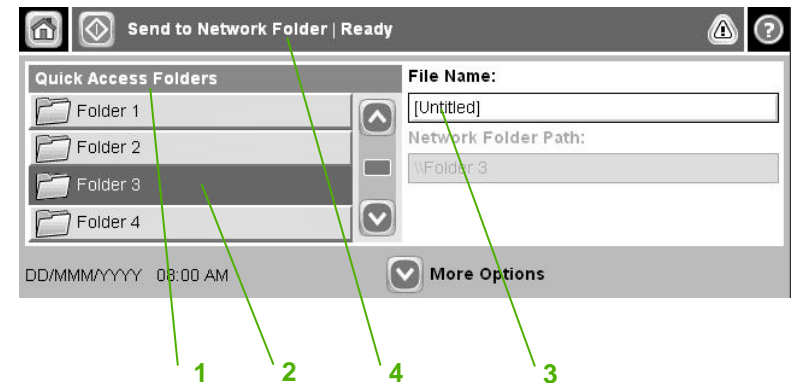 Send to Network Folder | Ready
Quick Access Folders
Folder 1
Folder 2
Folder 3
Folder 4
File Name:
[Untitled]
Network Folder Path:
\\Folder 3
DD/MMM/YYYY 08:00 AM
More Options
1 2 4 3